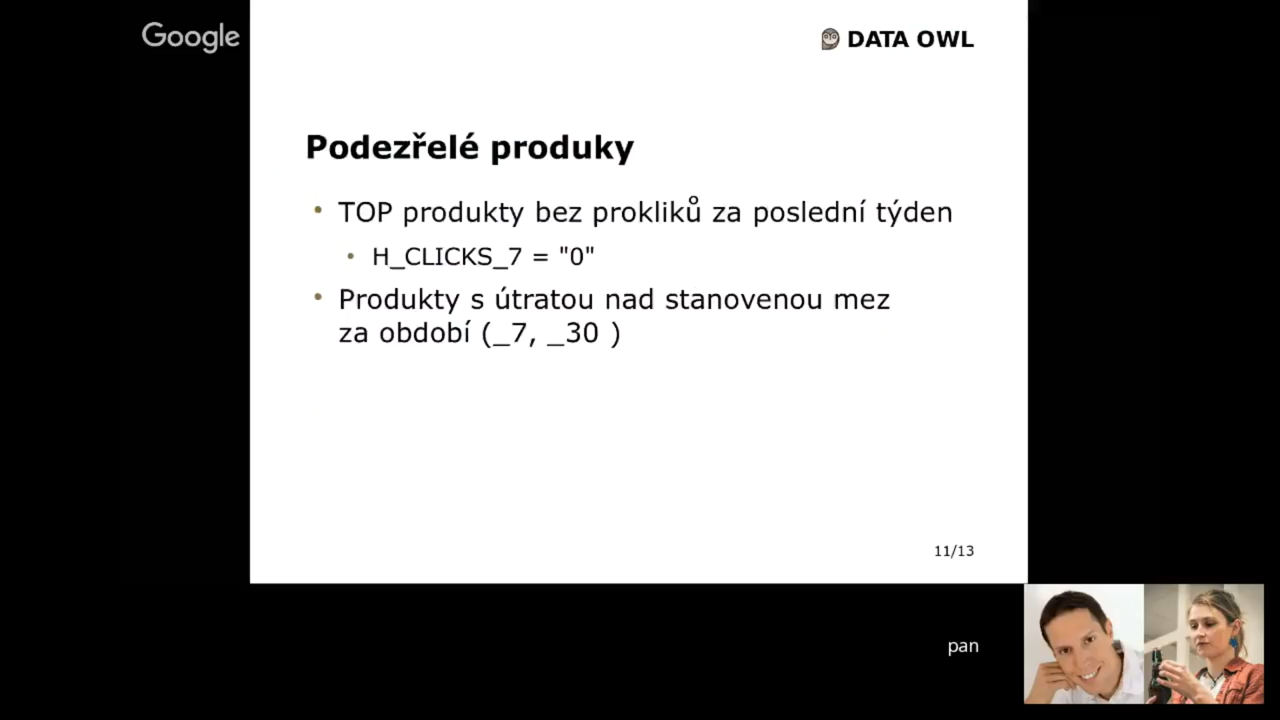 Google
DATA OWL
Podezřelé produky
• TOP produkty bez prokliků za poslední týden
• H_CLICKS_7 = "0"
• Produkty s útratou nad stanovenou mez
za období (_7, _30 )
11/13
pan